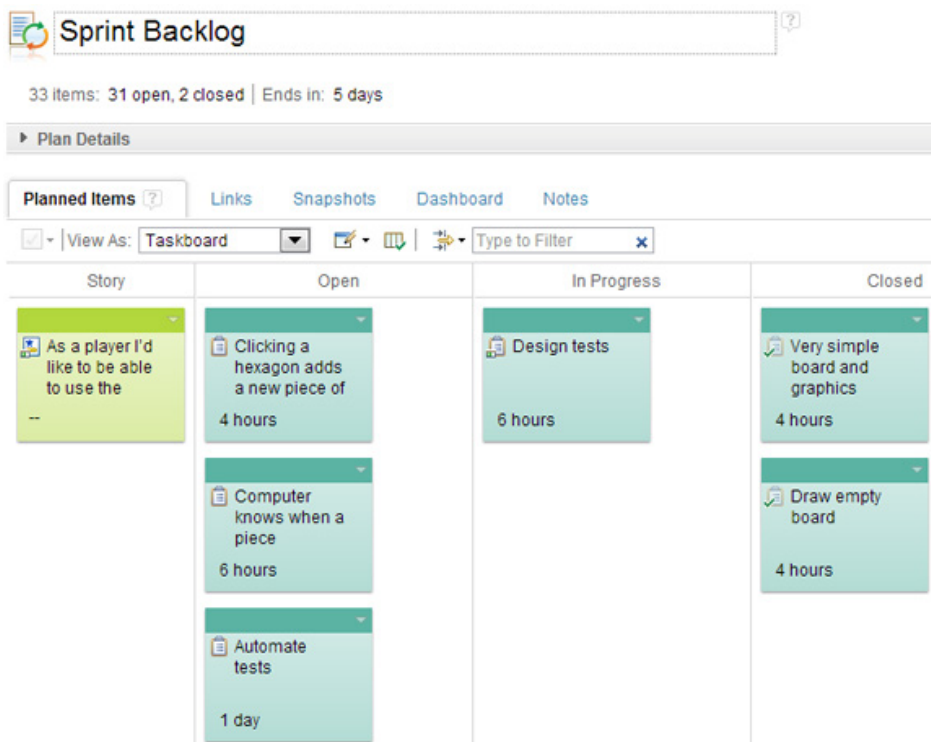 Sprint Backlog
?
33 items: 31 open, 2 closed | Ends in: 5 days
Plan Details
Planned Items ? Links Snapshots Dashboard Notes
View As: Taskboard Type to Filter
Story Open In Progress Closed
As a player I'd
like to be able
to use the
--
Clicking a
hexagon adds
a new piece of
4 hours
Design tests
6 hours
Very simple
board and
graphics
4 hours
Computer
knows when a
piece
6 hours
Draw empty
board
4 hours
Automate
tests
1 day